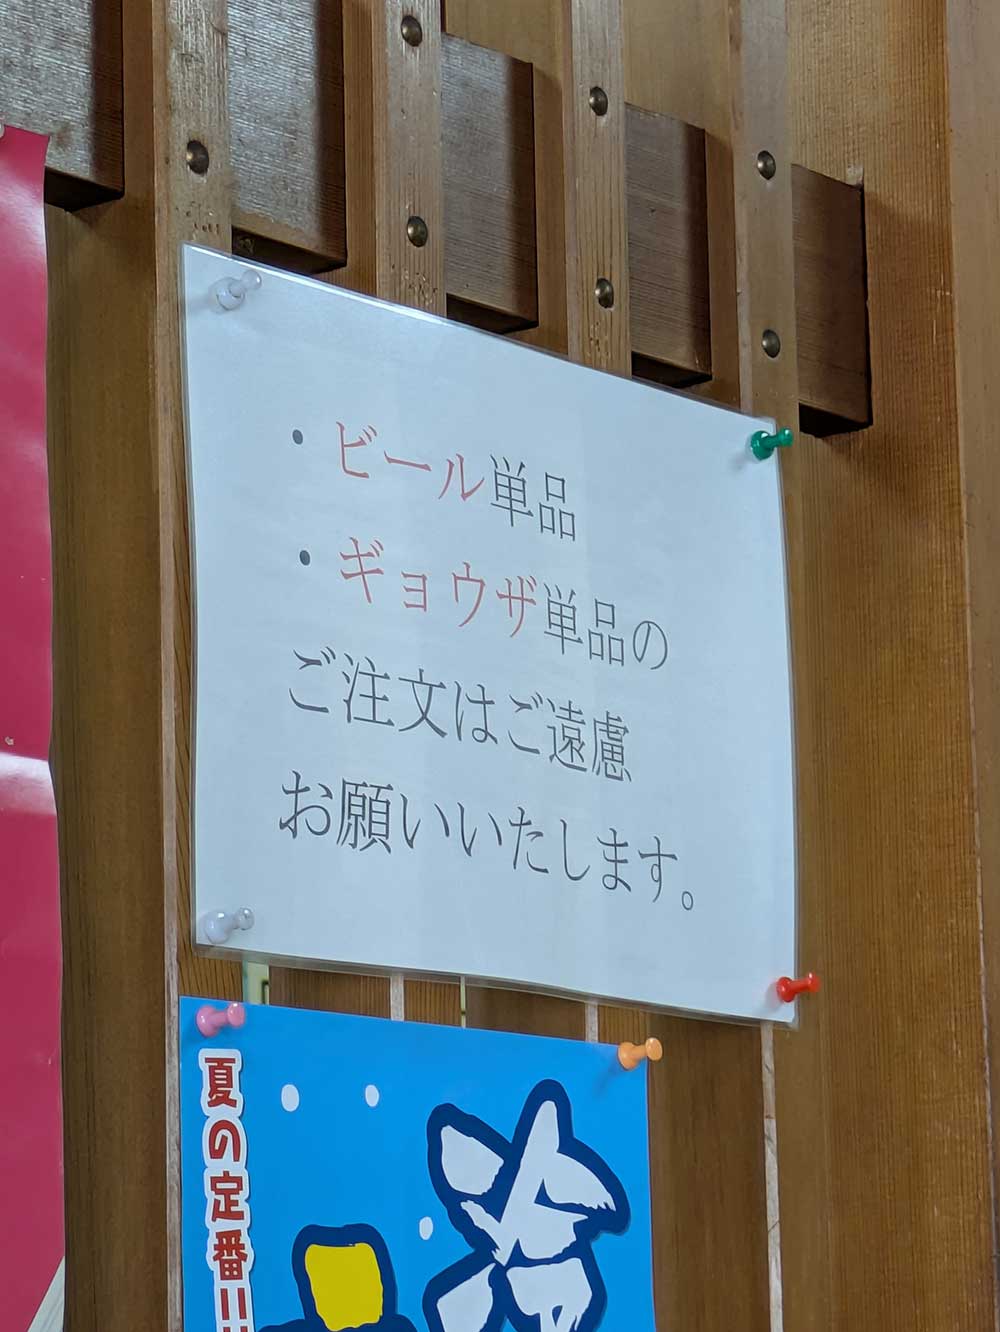 ・ビール単品
・ギョウザ単品の
ご注文はご遠慮
お願いいたします。
夏の定番!!